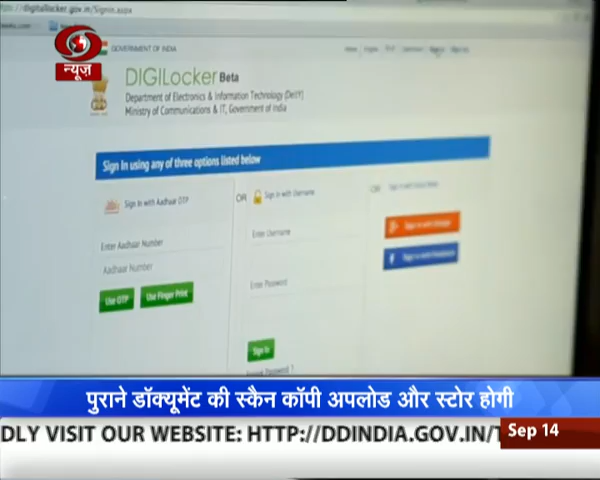 digitallocker.gov.in/Signin.aspx
न्यूज़
GOVERNMENT OF INDIA
DIGILocker Beta
Department of Electronics & Information Technology (DeitY)
Ministry of Communications & IT, Government of India
Sign In using any of three options listed below
Sign In with Aadhaar OTP
OR
Sign in with Username
OR
Enter Aadhaar Number
Enter Username
Aadhaar Number
Enter Password
Use OTP
Use Finger Print
Sign In
पुराने डॉक्यूमेंट की स्कैन कॉपी अपलोड और स्टोर होगी
DLY VISIT OUR WEBSITE: HTTP://DDINDIA.GOV.IN/T
Sep 14